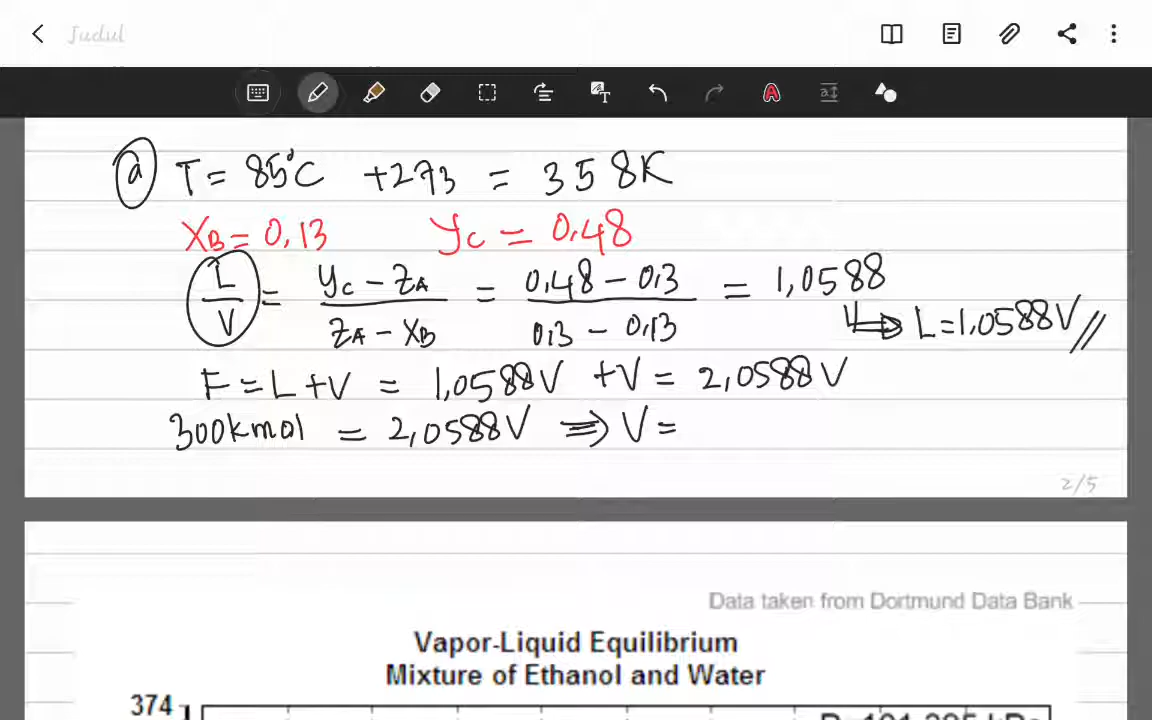 Judul
a T = 85°C +273 = 358K
XB = 0,13 yC = 0,48
L/V = (yC - ZA)/(ZA - XB) = (0,48 - 0,3)/(0,3 - 0,13) = 1,0588
⇒ L = 1,0588V //
F = L + V = 1,0588V + V = 2,0588V
300kmol = 2,0588V ⇒ V =
2/5
Data taken from Dortmund Data Bank
Vapor-Liquid Equilibrium
Mixture of Ethanol and Water
374